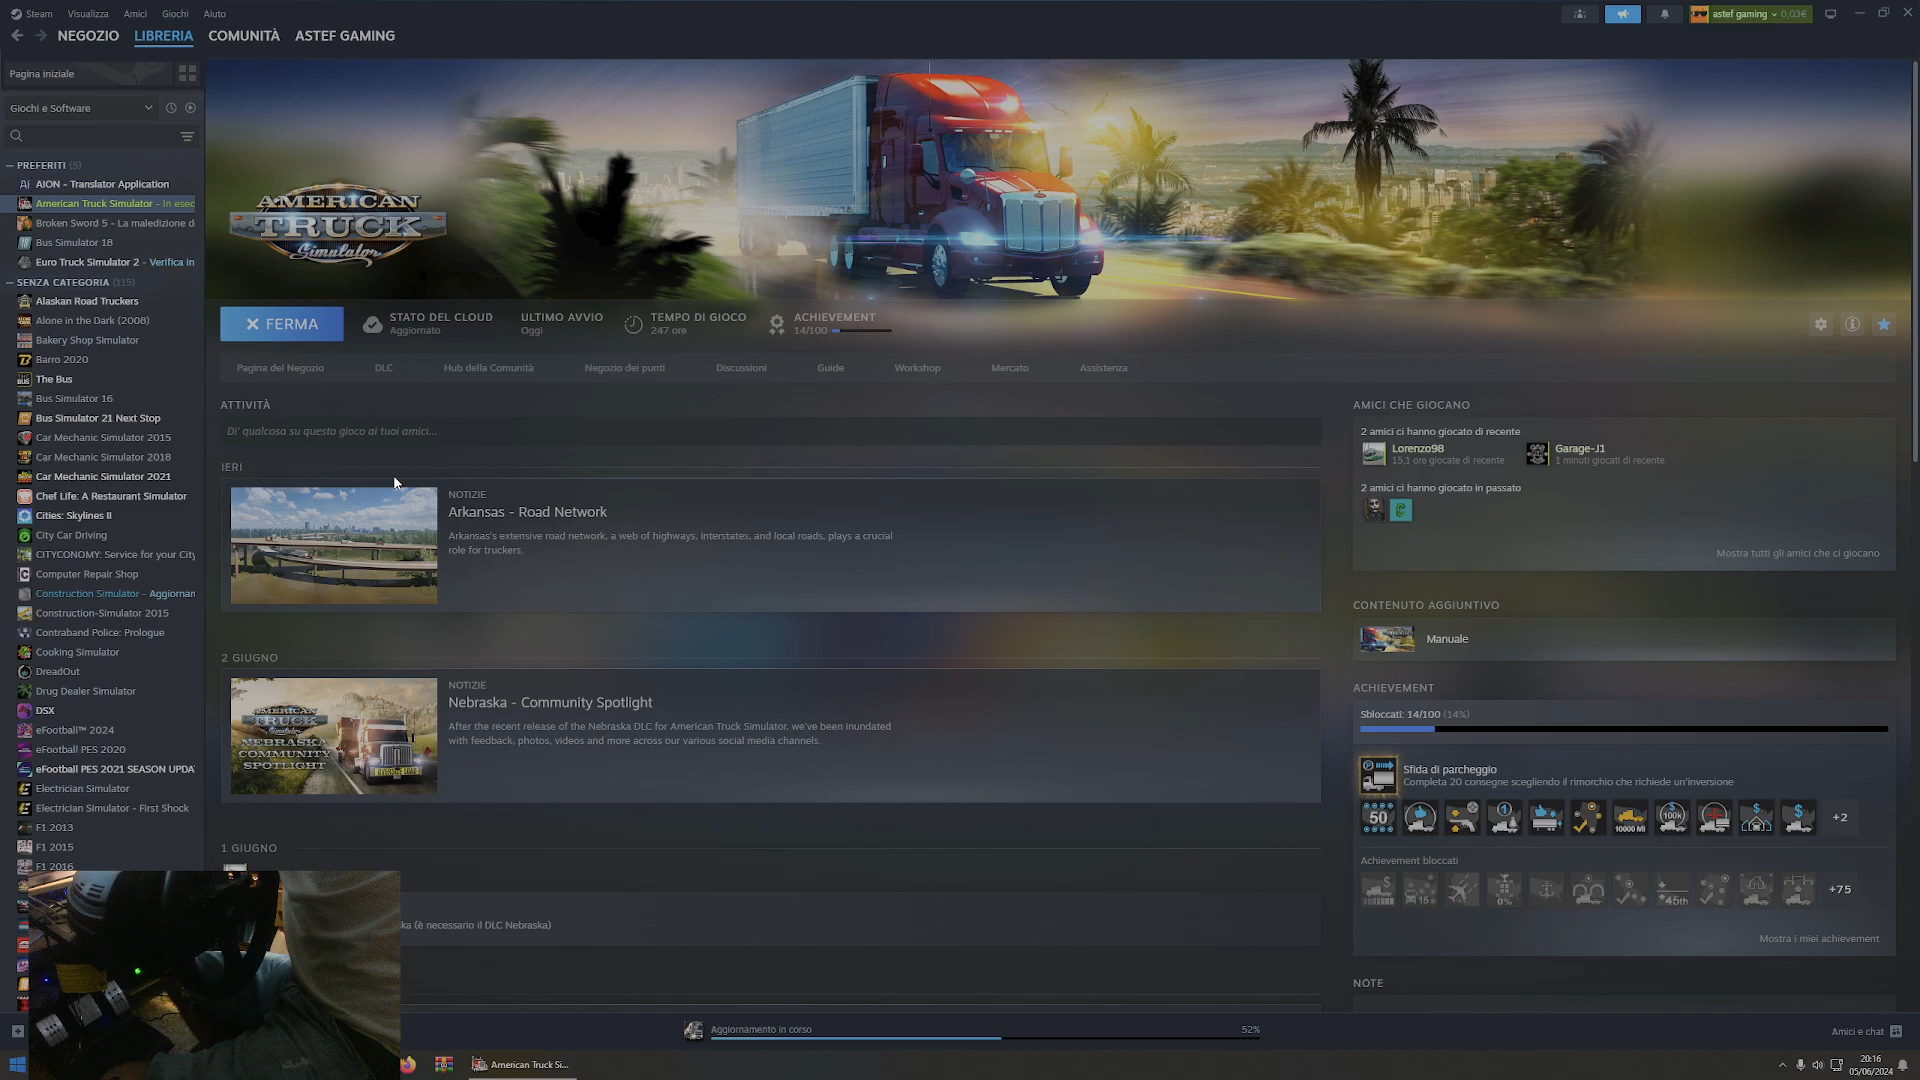 Steam Visualizza Amici Giochi Aiuto
astef gaming 0,03€
NEGOZIO LIBRERIA COMUNITÀ ASTEF GAMING
Pagina iniziale
Giochi e Software
PREFERITI (5)
AION - Translator Application
American Truck Simulator - In esec
Broken Sword 5 - La maledizione d
Bus Simulator 18
Euro Truck Simulator 2 - Verifica in
SENZA CATEGORIA (115)
Alaskan Road Truckers
Alone in the Dark (2008)
Bakery Shop Simulator
Barro 2020
The Bus
Bus Simulator 16
Bus Simulator 21 Next Stop
Car Mechanic Simulator 2015
Car Mechanic Simulator 2018
Car Mechanic Simulator 2021
Chef Life: A Restaurant Simulator
Cities: Skylines II
City Car Driving
CITYCONOMY: Service for your City
Computer Repair Shop
Construction Simulator - Aggiornan
Construction-Simulator 2015
Contraband Police: Prologue
Cooking Simulator
DreadOut
Drug Dealer Simulator
DSX
eFootball™ 2024
eFootball PES 2020
eFootball PES 2021 SEASON UPDA
Electrician Simulator
Electrician Simulator - First Shock
F1 2013
F1 2015
F1 2016
AMERICAN
TRUCK
Simulator
FERMA
STATO DEL CLOUD
Aggiornato
ULTIMO AVVIO
Oggi
TEMPO DI GIOCO
247 ore
ACHIEVEMENT
14/100
Pagina del Negozio DLC Hub della Comunità Negozio dei punti Discussioni Guide Workshop Mercato Assistenza
ATTIVITÀ
Di' qualcosa su questo gioco ai tuoi amici...
IERI
NOTIZIE
Arkansas - Road Network
Arkansas's extensive road network, a web of highways, interstates, and local roads, plays a crucial
role for truckers.
2 GIUGNO
AMERICAN
TRUCK
Simulator
NEBRASKA
COMMUNITY
SPOTLIGHT
OVERSIZE LOAD
NOTIZIE
Nebraska - Community Spotlight
After the recent release of the Nebraska DLC for American Truck Simulator, we've been inundated
with feedback, photos, videos and more across our various social media channels.
1 GIUGNO
ka (è necessario il DLC Nebraska)
AMICI CHE GIOCANO
2 amici ci hanno giocato di recente
Lorenzo98
15,1 ore giocate di recente
Garage-J1
1 minuti giocati di recente
2 amici ci hanno giocato in passato
Mostra tutti gli amici che ci giocano
CONTENUTO AGGIUNTIVO
Manuale
ACHIEVEMENT
Sbloccati: 14/100 (14%)
Sfida di parcheggio
Completa 20 consegne scegliendo il rimorchio che richiede un'inversione
50
1
10000 MI
100k
+2
Achievement bloccati
15
0%
45th
+75
Mostra i miei achievement
NOTE
Aggiornamento in corso 52%
Amici e chat
American Truck Si...
20:16
05/06/2024